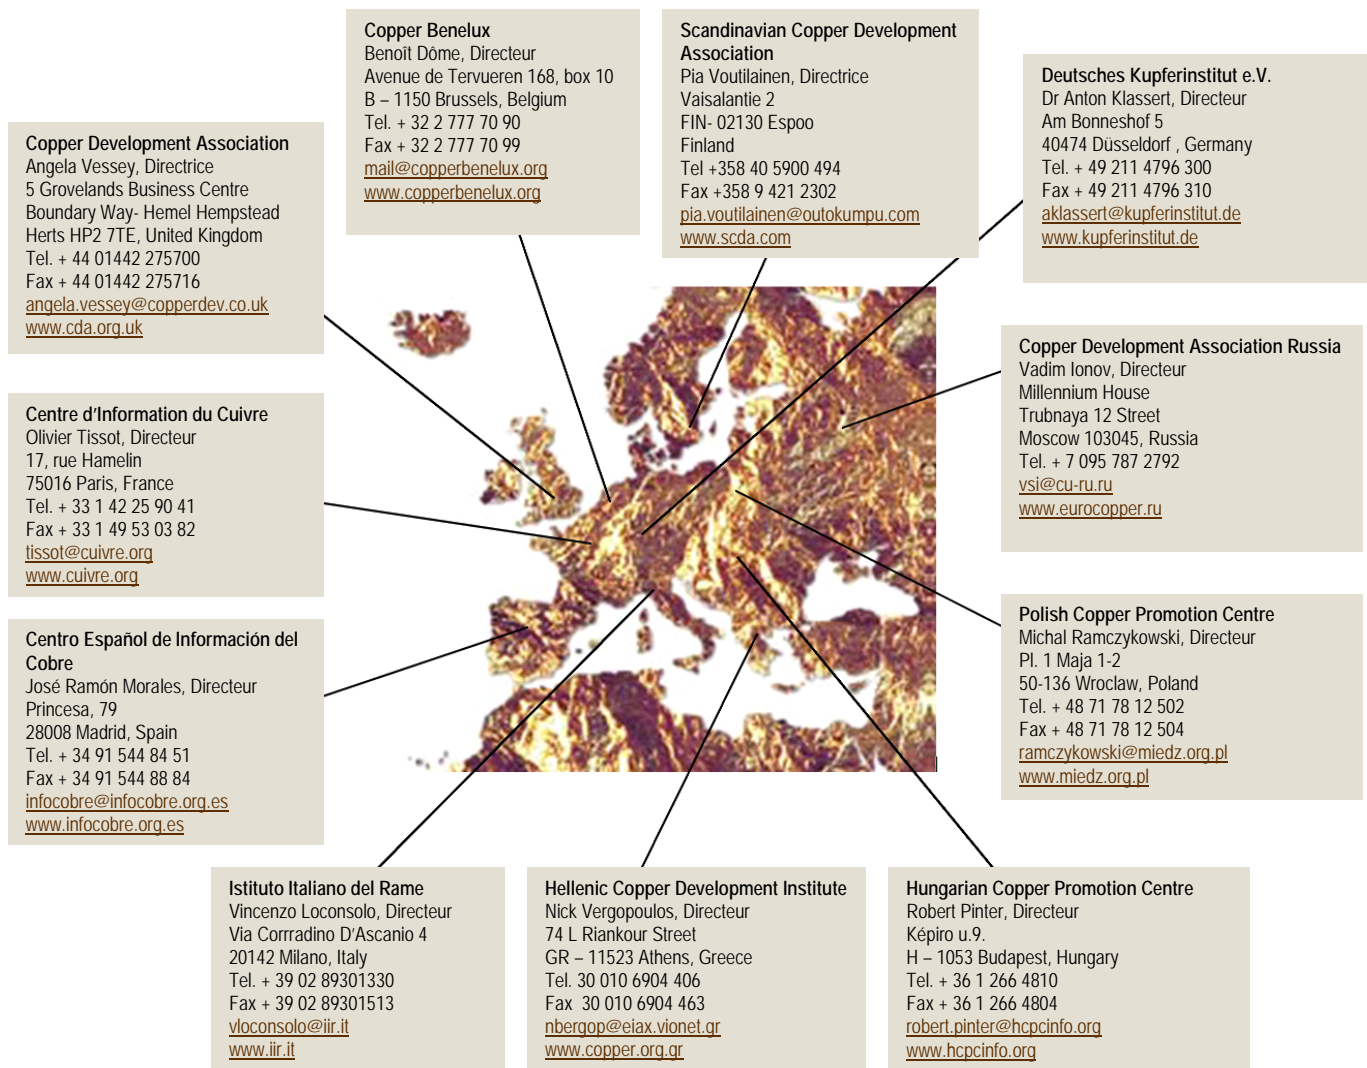 Copper Benelux
Benoît Dôme, Directeur
Avenue de Tervueren 168, box 10
B – 1150 Brussels, Belgium
Tel. + 32 2 777 70 90
Fax + 32 2 777 70 99
mail@copperbenelux.org
www.copperbenelux.org
Scandinavian Copper Development
Association
Pia Voutilainen, Directrice
Vaisalantie 2
FIN- 02130 Espoo
Finland
Tel +358 40 5900 494
Fax +358 9 421 2302
pia.voutilainen@outokumpu.com
www.scda.com
Deutsches Kupferinstitut e.V.
Dr Anton Klassert, Directeur
Am Bonneshof 5
40474 Düsseldorf , Germany
Tel. + 49 211 4796 300
Fax + 49 211 4796 310
aklassert@kupferinstitut.de
www.kupferinstitut.de
Copper Development Association
Angela Vessey, Directrice
5 Grovelands Business Centre
Boundary Way- Hemel Hempstead
Herts HP2 7TE, United Kingdom
Tel. + 44 01442 275700
Fax + 44 01442 275716
angela.vessey@copperdev.co.uk
www.cda.org.uk
Copper Development Association Russia
Vadim Ionov, Directeur
Millennium House
Trubnaya 12 Street
Moscow 103045, Russia
Tel. + 7 095 787 2792
vsi@cu-ru.ru
www.eurocopper.ru
Centre d'Information du Cuivre
Olivier Tissot, Directeur
17, rue Hamelin
75016 Paris, France
Tel. + 33 1 42 25 90 41
Fax + 33 1 49 53 03 82
tissot@cuivre.org
www.cuivre.org
Polish Copper Promotion Centre
Michal Ramczykowski, Directeur
Pl. 1 Maja 1-2
50-136 Wroclaw, Poland
Tel. + 48 71 78 12 502
Fax + 48 71 78 12 504
ramczykowski@miedz.org.pl
www.miedz.org.pl
Centro Español de Información del
Cobre
José Ramón Morales, Directeur
Princesa, 79
28008 Madrid, Spain
Tel. + 34 91 544 84 51
Fax + 34 91 544 88 84
infocobre@infocobre.org.es
www.infocobre.org.es
Istituto Italiano del Rame
Vincenzo Loconsolo, Directeur
Via Corrradino D'Ascanio 4
20142 Milano, Italy
Tel. + 39 02 89301330
Fax + 39 02 89301513
vloconsolo@iir.it
www.iir.it
Hellenic Copper Development Institute
Nick Vergopoulos, Directeur
74 L Riankour Street
GR – 11523 Athens, Greece
Tel. 30 010 6904 406
Fax  30 010 6904 463
nbergop@eiax.vionet.gr
www.copper.org.gr
Hungarian Copper Promotion Centre
Robert Pinter, Directeur
Képiro u.9.
H – 1053 Budapest, Hungary
Tel. + 36 1 266 4810
Fax + 36 1 266 4804
robert.pinter@hcpcinfo.org
www.hcpcinfo.org